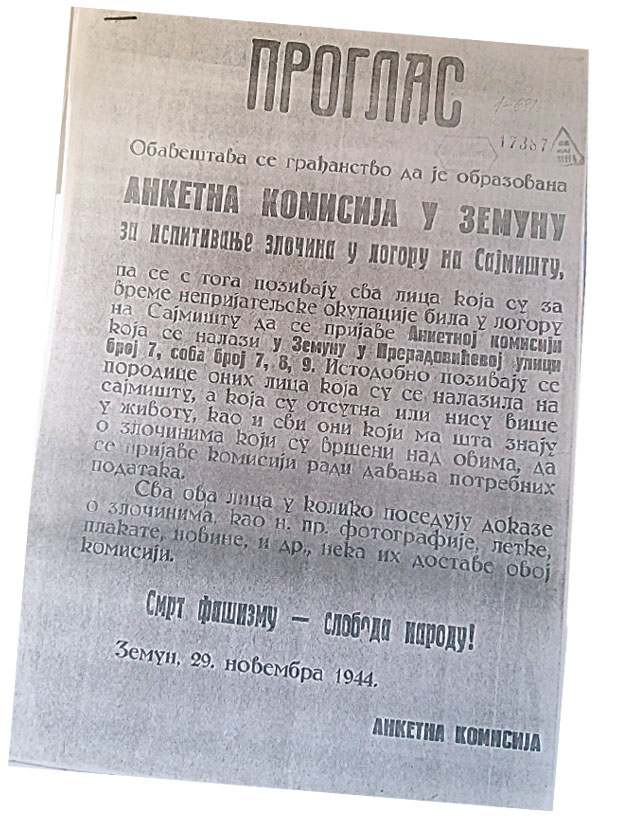 ПРОГЛАС
17387
Обавештава се грађанство да је образована
АНКЕТНА КОМИСИЈА У ЗЕМУНУ
за испитивање злочина у логору на Сајмишту,
па се с тога позивају сва лица која су за
време непријатељске окупације била у логору
на Сајмишту да се пријаве Анкетној комисији
која се налази у Земуну у Прерадовићевој улици
број 7, соба број 7, 8, 9. Истодобно позивају се
породице оних лица која су се налазила на
сајмишту, а која су отсутна или нису више
у животу, као и сви они који ма шта знају
о злочинима који су вршени над овима, да
се пријаве комисији ради давања потребних
података.
Сва ова лица у колико поседују доказе
о злочинима, као н. пр. фотографије, летке,
плакате, новине, и др., нека их доставе овој
комисији.
Смрт фашизму — слобода народу!
Земун, 29. новембра 1944.
АНКЕТНА КОМИСИЈА